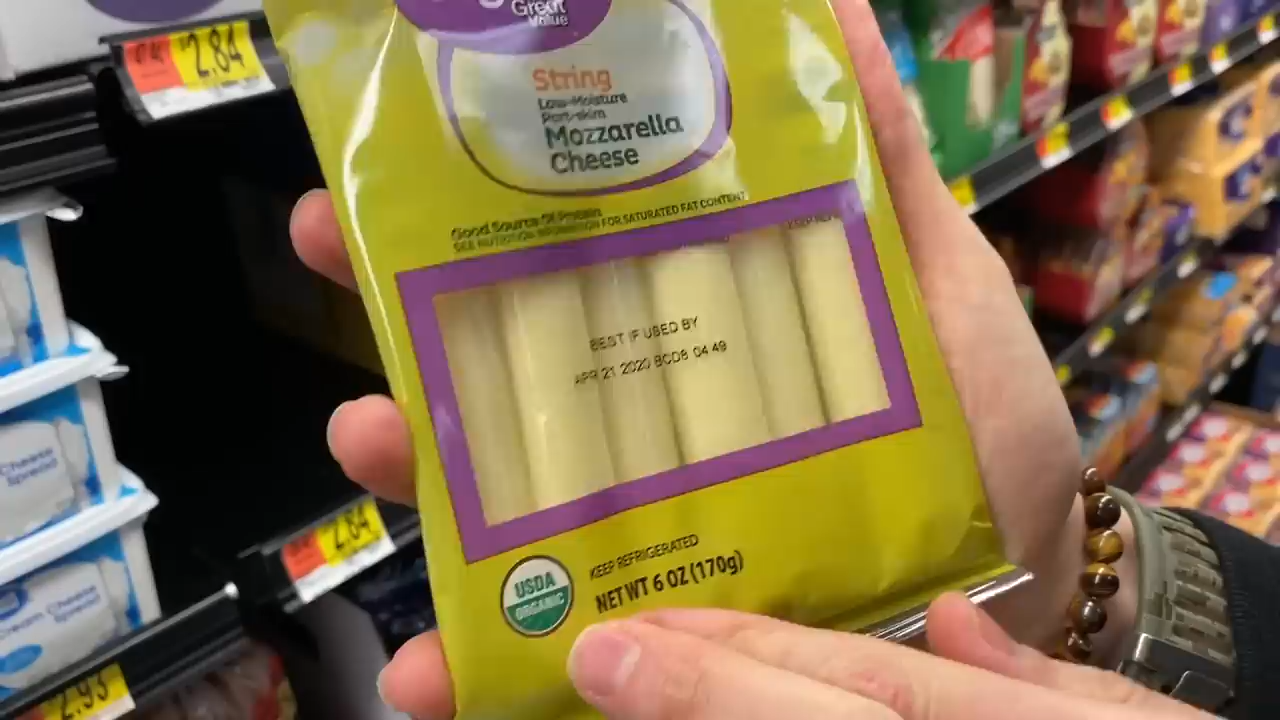 Great
Value
2.84
String
Low-Moisture
Part-skim
Mozzarella
Cheese
Good Source Of Protein
SEE NUTRITION INFORMATION FOR SATURATED FAT CONTENT
BEST IF USED BY
APR 21 2020 BCD8 04 49
Cheese
Spread
2.84
KEEP REFRIGERATED
NET WT 6 OZ (170g)
USDA
ORGANIC
Cream Cheese
Spread
2.93